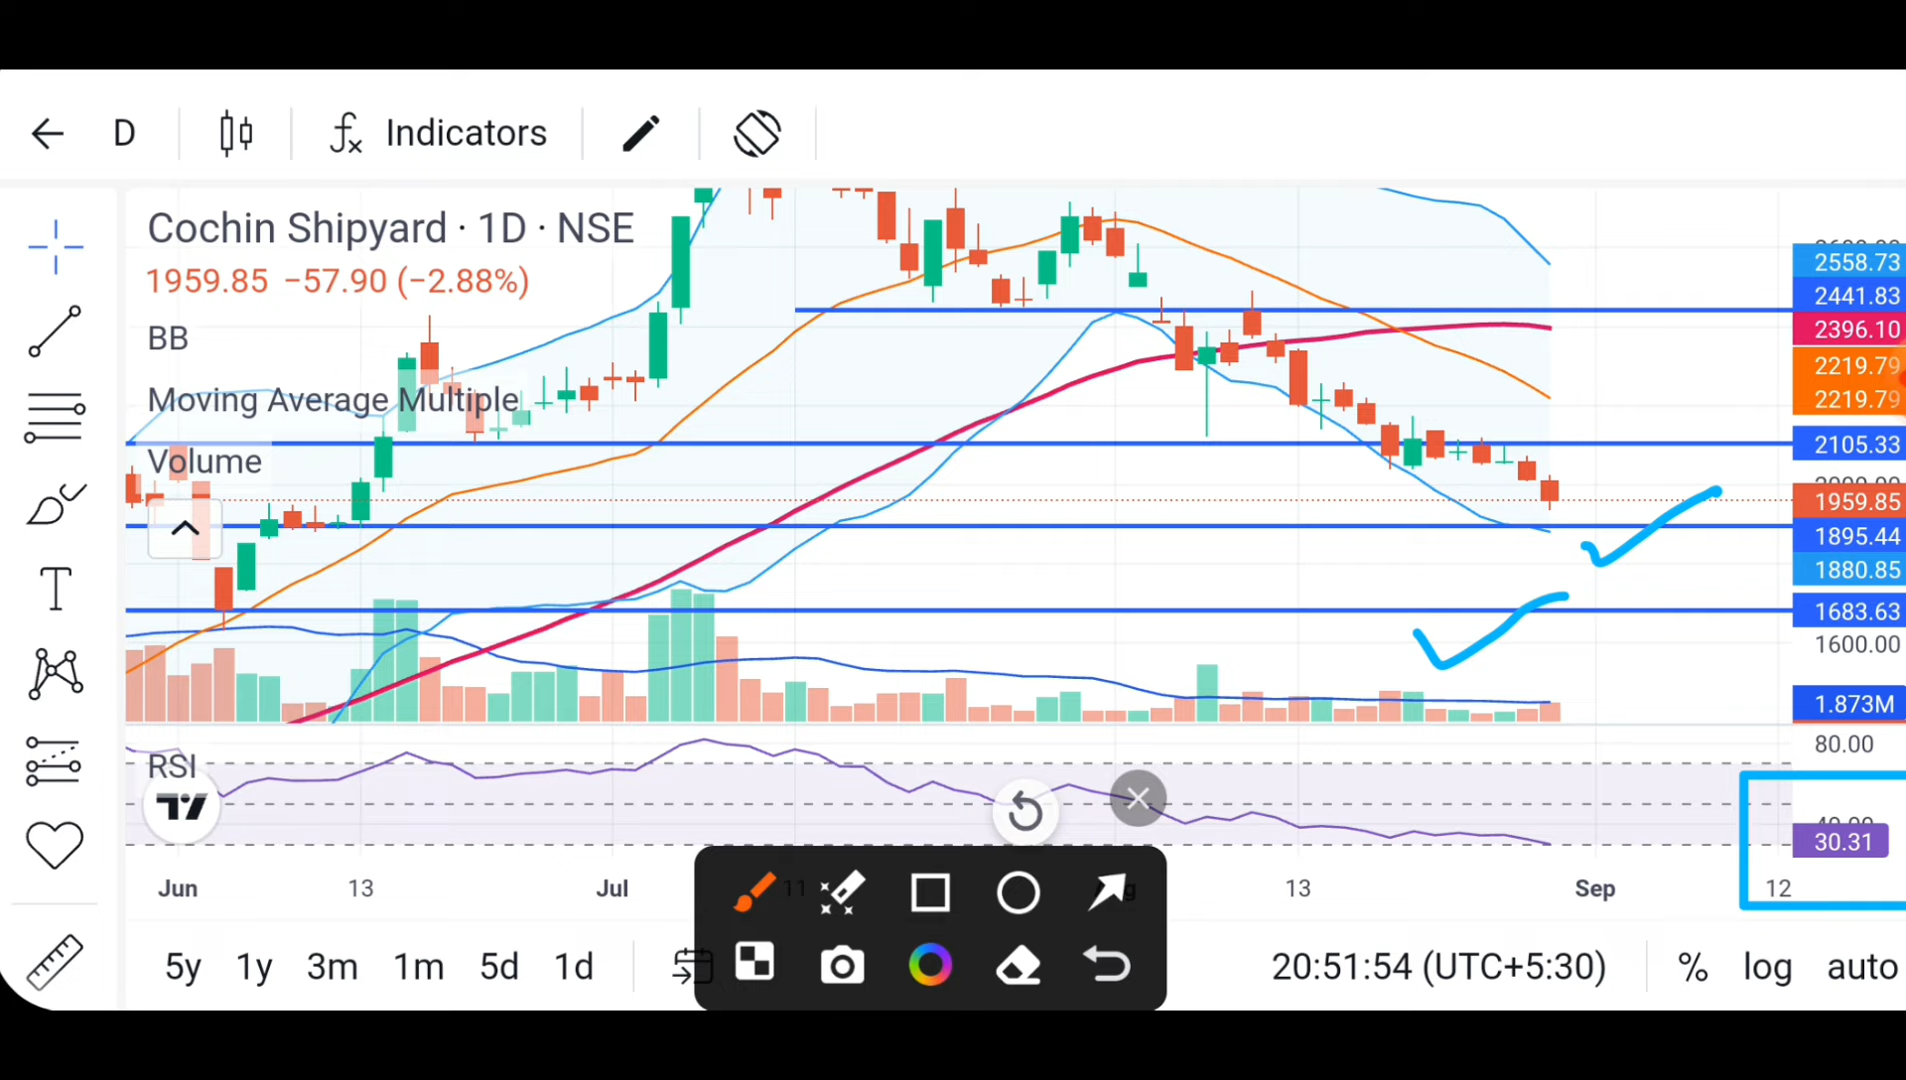 D
Indicators
Cochin Shipyard · 1D · NSE
1959.85 −57.90 (−2.88%)
BB
Moving Average Multiple
Volume
2558.73
2441.83
2396.10
2219.79
2219.79
2105.33
1959.85
1895.44
1880.85
1683.63
1600.00
1.873M
80.00
RSI
30.31
Jun 13 Jul 11 13 Sep 12
5y 1y 3m 1m 5d 1d
20:51:54 (UTC+5:30) % log auto